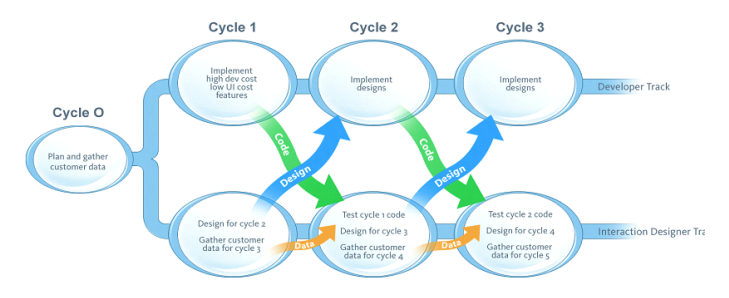 Cycle 1
Cycle 2
Cycle 3
Implement
high dev cost
low UI cost
features
Implement
designs
Implement
designs
Developer Track
Cycle O
Plan and gather
customer data
Code
Design
Code
Design
Design for cycle 2
Gather customer
data for cycle 3
Data
Test cycle 1 code
Design for cycle 3
Gather customer
data for cycle 4
Data
Test cycle 2 code
Design for cycle 4
Gather customer
data for cycle 5
Interaction Designer Tra